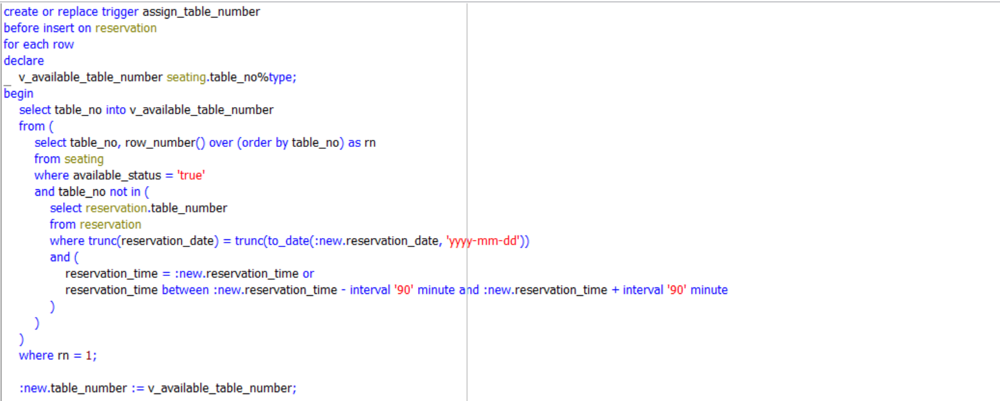 create or replace trigger assign_table_number
before insert on reservation
for each row
declare
_ v_available_table_number seating.table_no%type;
begin
select table_no into v_available_table_number
from (
select table_no, row_number() over (order by table_no) as rn
from seating
where available_status = 'true'
and table_no not in (
select reservation.table_number
from reservation
where trunc(reservation_date) = trunc(to_date(:new.reservation_date, 'yyyy-mm-dd'))
and (
reservation_time = :new.reservation_time or
reservation_time between :new.reservation_time - interval '90' minute and :new.reservation_time + interval '90' minute
)
)
)
where rn = 1;
:new.table_number := v_available_table_number;